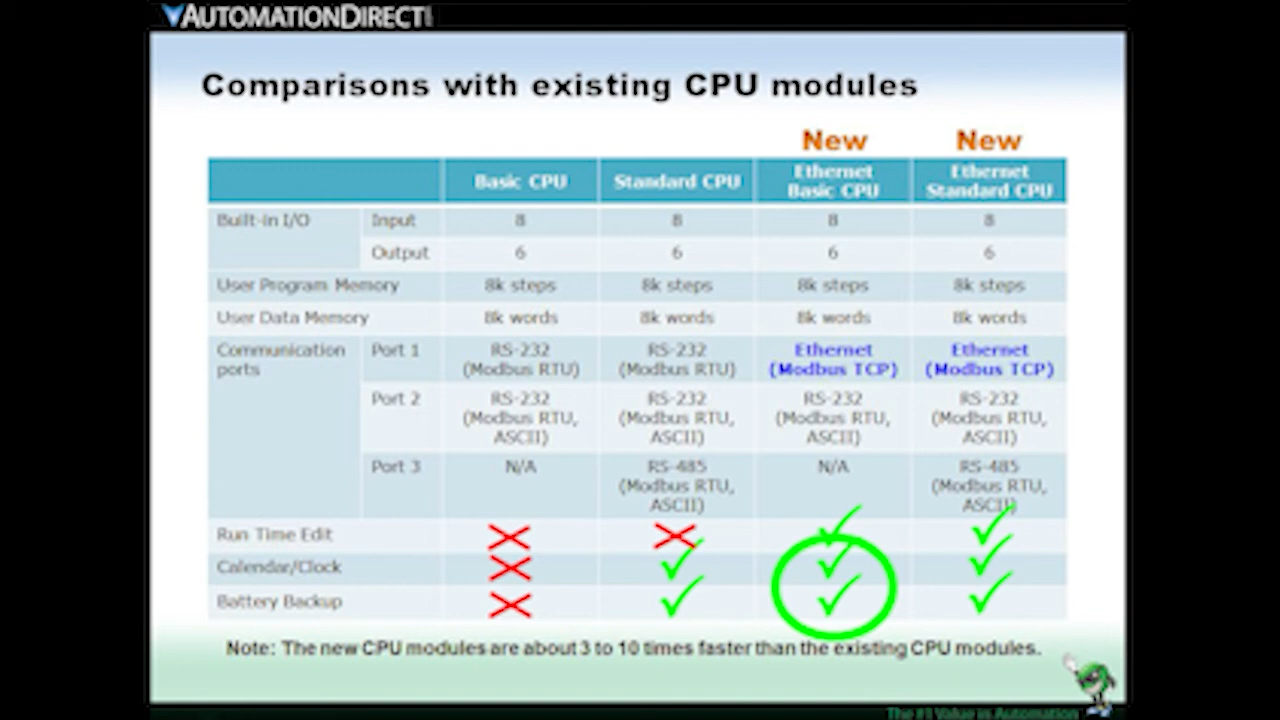 AUTOMATIONDIRECT
Comparisons with existing CPU modules
New New
Basic CPU Standard CPU Ethernet Basic CPU Ethernet Standard CPU
Built-in I/O Input 8 8 8 8
Output 6 6 6 6
User Program Memory 8k steps 8k steps 8k steps 8k steps
User Data Memory 8k words 8k words 8k words 8k words
Communication ports Port 1 RS-232 (Modbus RTU) RS-232 (Modbus RTU) Ethernet (Modbus TCP) Ethernet (Modbus TCP)
Port 2 RS-232 (Modbus RTU, ASCII) RS-232 (Modbus RTU, ASCII) RS-232 (Modbus RTU, ASCII) RS-232 (Modbus RTU, ASCII)
Port 3 N/A RS-485 (Modbus RTU, ASCII) N/A RS-485 (Modbus RTU, ASCII)
Run Time Edit
Calendar/Clock
Battery Backup
Note: The new CPU modules are about 3 to 10 times faster than the existing CPU modules.
The #1 Value in Automation